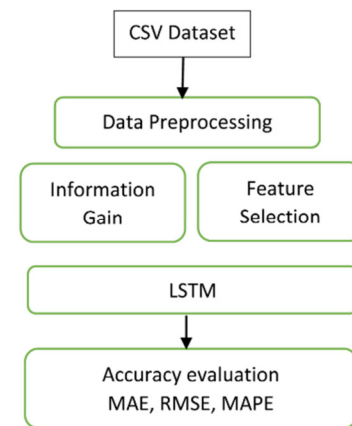 CSV Dataset
Data Preprocessing
Information
Gain
Feature
Selection
LSTM
Accuracy evaluation
MAE, RMSE, MAPE